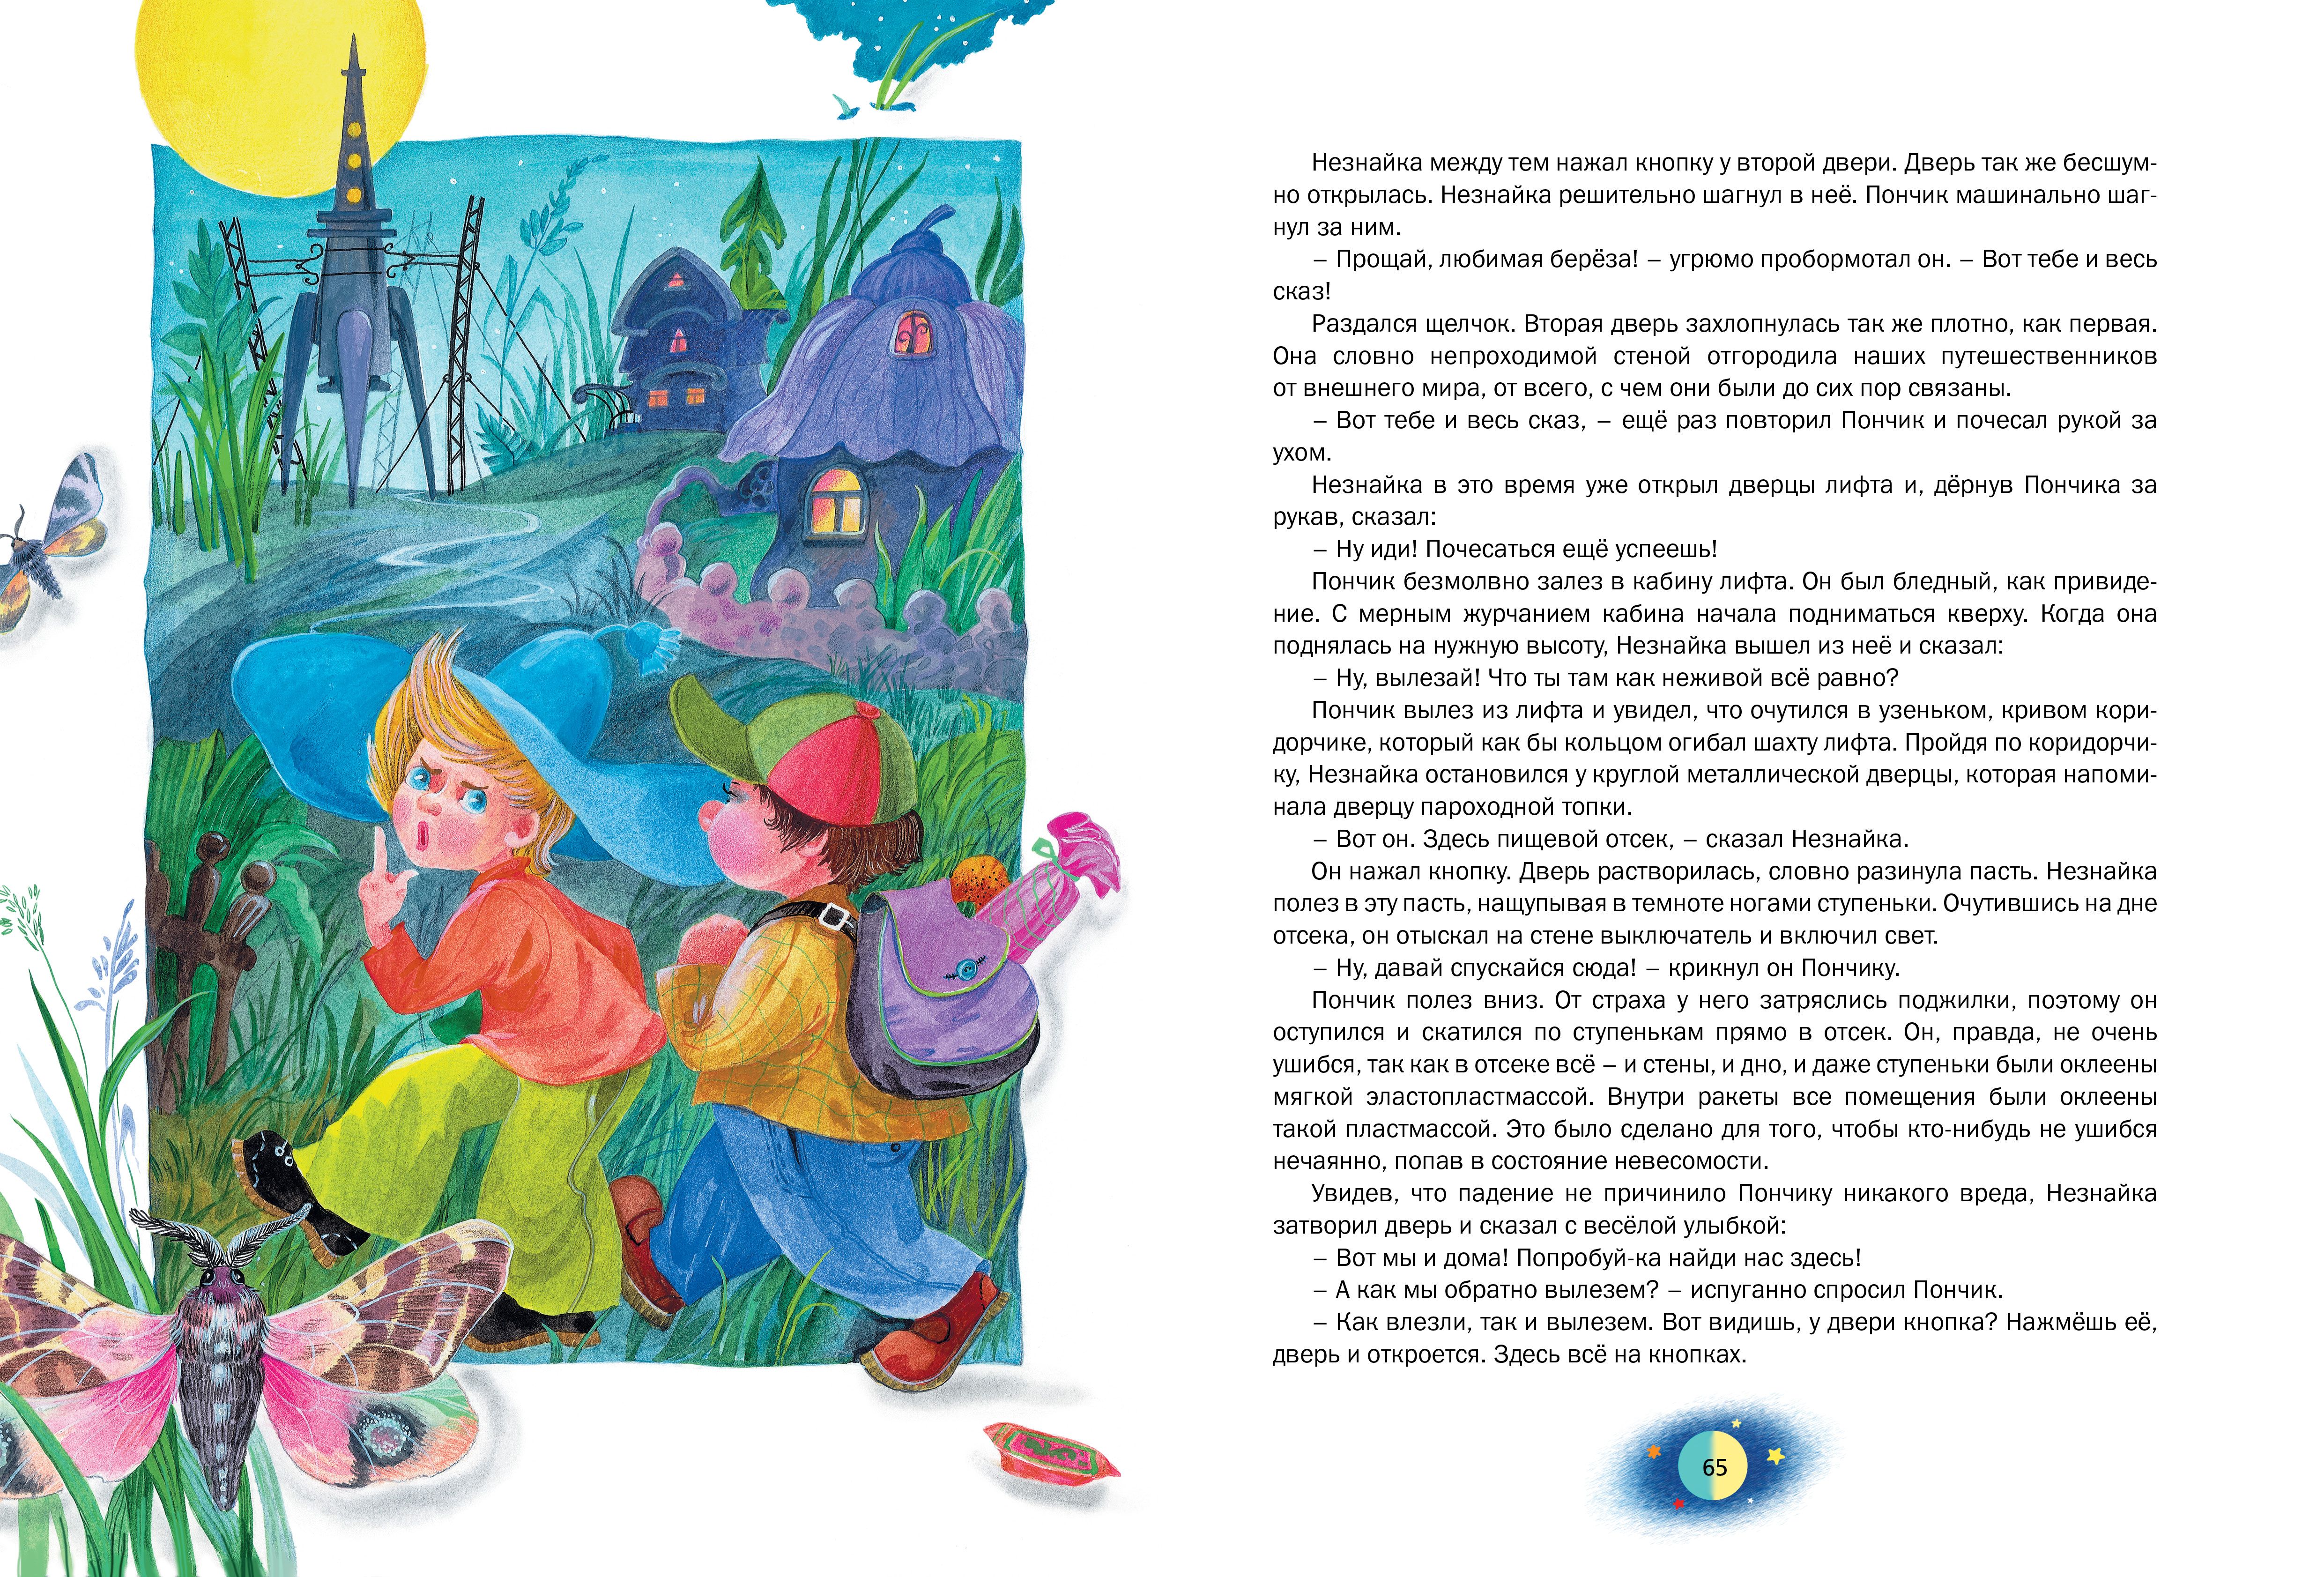 Незнайка между тем нажал кнопку у второй двери. Дверь так же бесшум-
но открылась. Незнайка решительно шагнул в неё. Пончик машинально шаг-
нул за ним.
– Прощай, любимая берёза! – угрюмо пробормотал он. – Вот тебе и весь
сказ!
Раздался щелчок. Вторая дверь захлопнулась так же плотно, как первая.
Она словно непроходимой стеной отгородила наших путешественников
от внешнего мира, от всего, с чем они были до сих пор связаны.
– Вот тебе и весь сказ, – ещё раз повторил Пончик и почесал рукой за
ухом.
Незнайка в это время уже открыл дверцы лифта и, дёрнув Пончика за
рукав, сказал:
– Ну иди! Почесаться ещё успеешь!
Пончик безмолвно залез в кабину лифта. Он был бледный, как привиде-
ние. С мерным журчанием кабина начала подниматься кверху. Когда она
поднялась на нужную высоту, Незнайка вышел из неё и сказал:
– Ну, вылезай! Что ты там как неживой всё равно?
Пончик вылез из лифта и увидел, что очутился в узеньком, кривом кори-
дорчике, который как бы кольцом огибал шахту лифта. Пройдя по коридорчи-
ку, Незнайка остановился у круглой металлической дверцы, которая напоми-
нала дверцу пароходной топки.
– Вот он. Здесь пищевой отсек, – сказал Незнайка.
Он нажал кнопку. Дверь растворилась, словно разинула пасть. Незнайка
полез в эту пасть, нащупывая в темноте ногами ступеньки. Очутившись на дне
отсека, он отыскал на стене выключатель и включил свет.
– Ну, давай спускайся сюда! – крикнул он Пончику.
Пончик полез вниз. От страха у него затряслись поджилки, поэтому он
оступился и скатился по ступенькам прямо в отсек. Он, правда, не очень
ушибся, так как в отсеке всё – и стены, и дно, и даже ступеньки были оклеены
мягкой эластопластмассой. Внутри ракеты все помещения были оклеены
такой пластмассой. Это было сделано для того, чтобы кто-нибудь не ушибся
нечаянно, попав в состояние невесомости.
Увидев, что падение не причинило Пончику никакого вреда, Незнайка
затворил дверь и сказал с весёлой улыбкой:
– Вот мы и дома! Попробуй-ка найди нас здесь!
– А как мы обратно вылезем? – испуганно спросил Пончик.
– Как влезли, так и вылезем. Вот видишь, у двери кнопка? Нажмёшь её,
дверь и откроется. Здесь всё на кнопках.
65